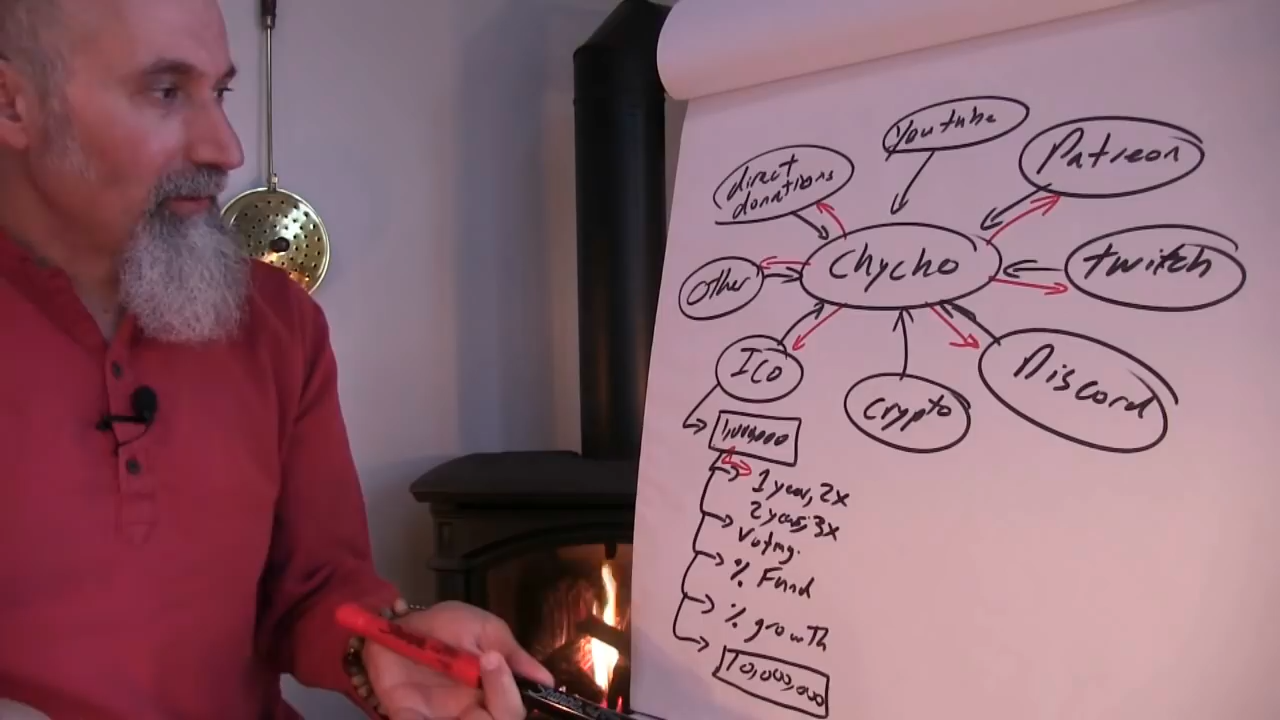 Youtube
Patreon
direct
donations
chycho
twitch
other
ICO
crypto
Discord
1,000,000
1 year, 2x
2 years, 3x
Voting.
% Fund
% growth
10,000,000
Sharpie